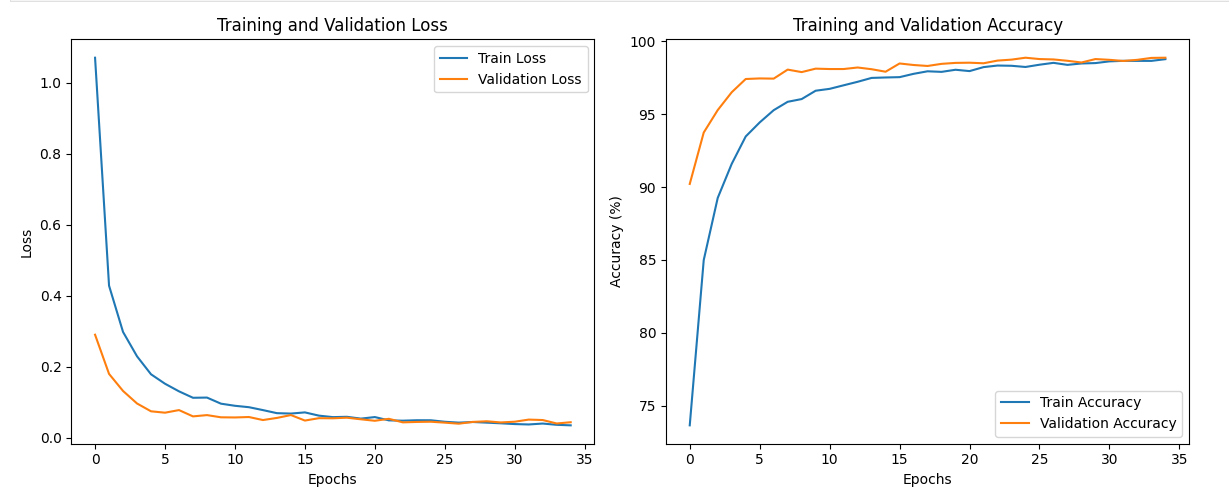 Training and Validation Loss
Train Loss
Validation Loss
Loss
1.0
0.8
0.6
0.4
0.2
0.0
0 5 10 15 20 25 30 35
Epochs
Training and Validation Accuracy
Accuracy (%)
100
95
90
85
80
75
Train Accuracy
Validation Accuracy
0 5 10 15 20 25 30 35
Epochs